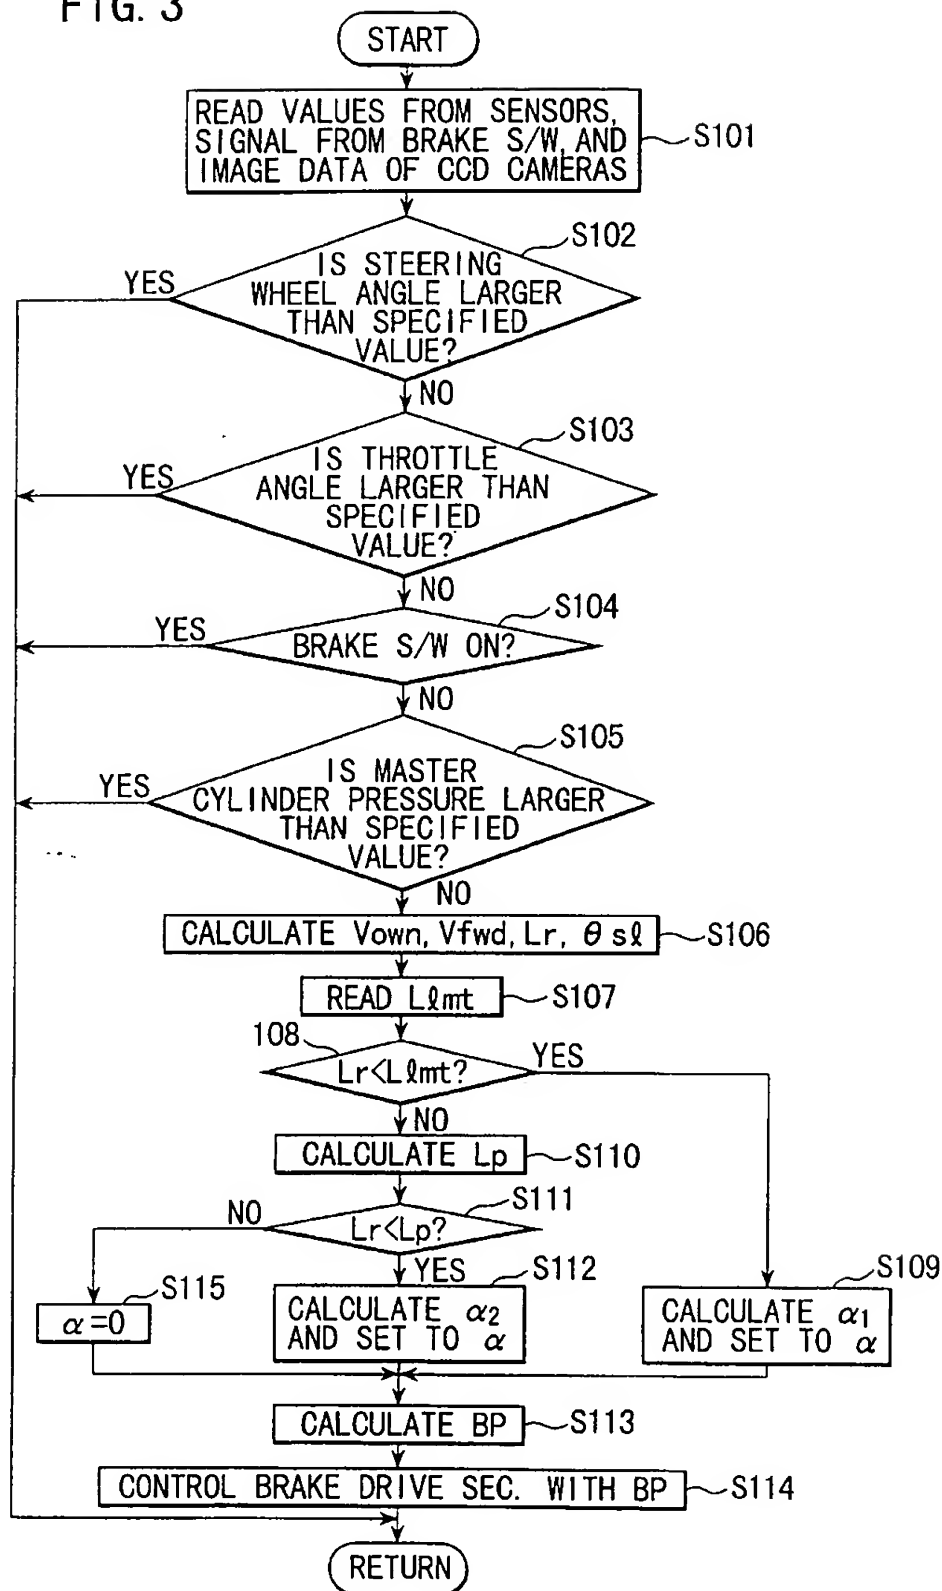 FIG. 3
START
READ VALUES FROM SENSORS,
SIGNAL FROM BRAKE S/W, AND
IMAGE DATA OF CCD CAMERAS
S101
S102
IS STEERING
WHEEL ANGLE LARGER
THAN SPECIFIED
VALUE?
YES
NO
S103
IS THROTTLE
ANGLE LARGER THAN
SPECIFIED
VALUE?
YES
NO
S104
BRAKE S/W ON?
YES
NO
S105
IS MASTER
CYLINDER PRESSURE LARGER
THAN SPECIFIED
VALUE?
YES
NO
CALCULATE Vown, Vfwd, Lr, θsℓ
S106
READ Lℓmt
S107
108
Lr<Lℓmt?
YES
NO
CALCULATE Lp
S110
S111
Lr<Lp?
NO
YES
S115
α=0
S112
CALCULATE α2
AND SET TO α
S109
CALCULATE α1
AND SET TO α
CALCULATE BP
S113
CONTROL BRAKE DRIVE SEC. WITH BP
S114
RETURN